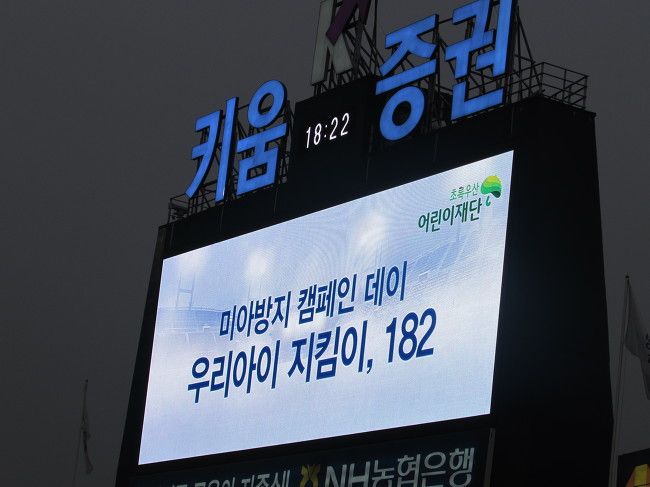 키움 증권
18:22
초록우산
어린이재단
미아방지 캠페인 데이
우리아이 지킴이, 182
NH농협은행